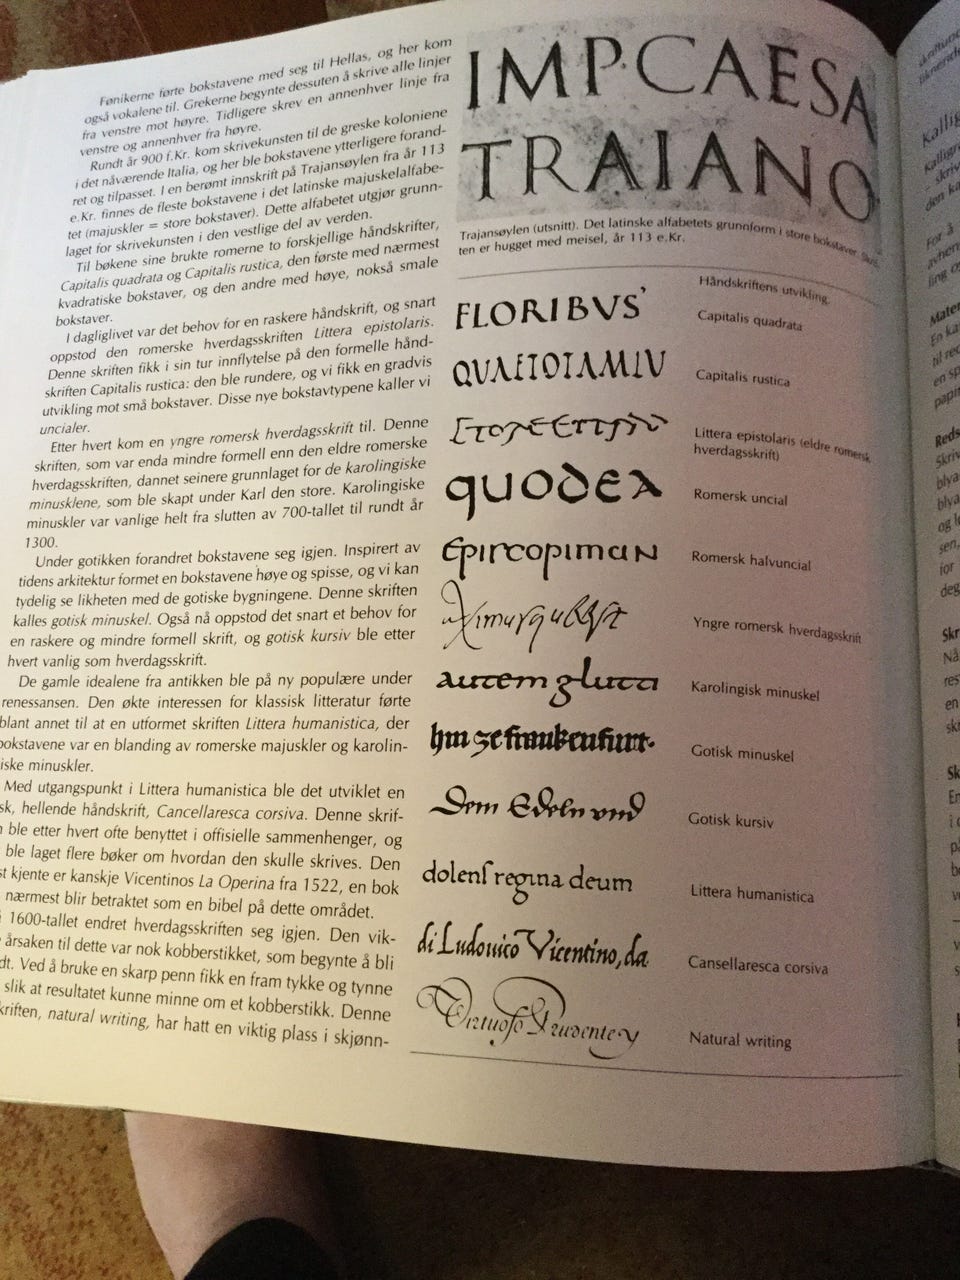 Fønikerne førte bokstavene med seg til Hellas, og her kom
også vokalene til. Grekerne begynte dessuten å skrive alle linjer
fra venstre mot høyre. Tidligere skrev en annenhver linje fra
venstre og annenhver fra høyre.
Rundt år 900 f.Kr. kom skrivekunsten til de greske koloniene
i det nåværende Italia, og her ble bokstavene ytterligere forand-
ret og tilpasset. I en berømt innskrift på Trajansøylen fra år 113
e.Kr. finnes de fleste bokstavene i det latinske majuskelalfabe-
tet (majuskler = store bokstaver). Dette alfabetet utgjør grunn-
laget for skrivekunsten i den vestlige del av verden.
Til bøkene sine brukte romerne to forskjellige håndskrifter,
Capitalis quadrata og Capitalis rustica, den første med nærmest
kvadratiske bokstaver, og den andre med høye, nokså smale
bokstaver.
I dagliglivet var det behov for en raskere håndskrift, og snart
oppstod den romerske hverdagsskriften Littera epistolaris.
Denne skriften fikk i sin tur innflytelse på den formelle hånd-
skriften Capitalis rustica: den ble rundere, og vi fikk en gradvis
utvikling mot små bokstaver. Disse nye bokstavtypene kaller vi
uncialer.
Etter hvert kom en yngre romersk hverdagsskrift til. Denne
skriften, som var enda mindre formell enn den eldre romerske
hverdagsskriften, dannet seinere grunnlaget for de karolingiske
minusklene, som ble skapt under Karl den store. Karolingiske
minuskler var vanlige helt fra slutten av 700-tallet til rundt år
1300.
Under gotikken forandret bokstavene seg igjen. Inspirert av
tidens arkitektur formet en bokstavene høye og spisse, og vi kan
tydelig se likheten med de gotiske bygningene. Denne skriften
kalles gotisk minuskel. Også nå oppstod det snart et behov for
en raskere og mindre formell skrift, og gotisk kursiv ble etter
hvert vanlig som hverdagsskrift.
De gamle idealene fra antikken ble på ny populære under
renessansen. Den økte interessen for klassisk litteratur førte
blant annet til at en utformet skriften Littera humanistica, der
bokstavene var en blanding av romerske majuskler og karolin-
iske minuskler.
Med utgangspunkt i Littera humanistica ble det utviklet en
sk, hellende håndskrift, Cancellaresca corsiva. Denne skrif-
ble etter hvert ofte benyttet i offisielle sammenhenger, og
ble laget flere bøker om hvordan den skulle skrives. Den
st kjente er kanskje Vicentinos La Operina fra 1522, en bok
nærmest blir betraktet som en bibel på dette området.
1600-tallet endret hverdagsskriften seg igjen. Den vik-
årsaken til dette var nok kobberstikket, som begynte å bli
dt. Ved å bruke en skarp penn fikk en fram tykke og tynne
slik at resultatet kunne minne om et kobberstikk. Denne
kriften, natural writing, har hatt en viktig plass i skjønn-
IMP·CAESA
TRAIANO
Trajansøylen (utsnitt). Det latinske alfabetets grunnform i store bokstaver. Skrif-
ten er hugget med meisel, år 113 e.Kr.
Håndskriftens utvikling.
FLORIBVS'
Capitalis quadrata
Capitalis rustica
Littera epistolaris (eldre romersk
hverdagsskrift)
quodea
Romersk uncial
Romersk halvuncial
Yngre romersk hverdagsskrift
autem glutti
Karolingisch minuskel
Gotisk minuskel
Dem Edeln vnd
Gotisk kursiv
dolenſ regina deum
Littera humanistica
di Ludouico Vicentino, da
Cansellaresca corsiva
Natural writing